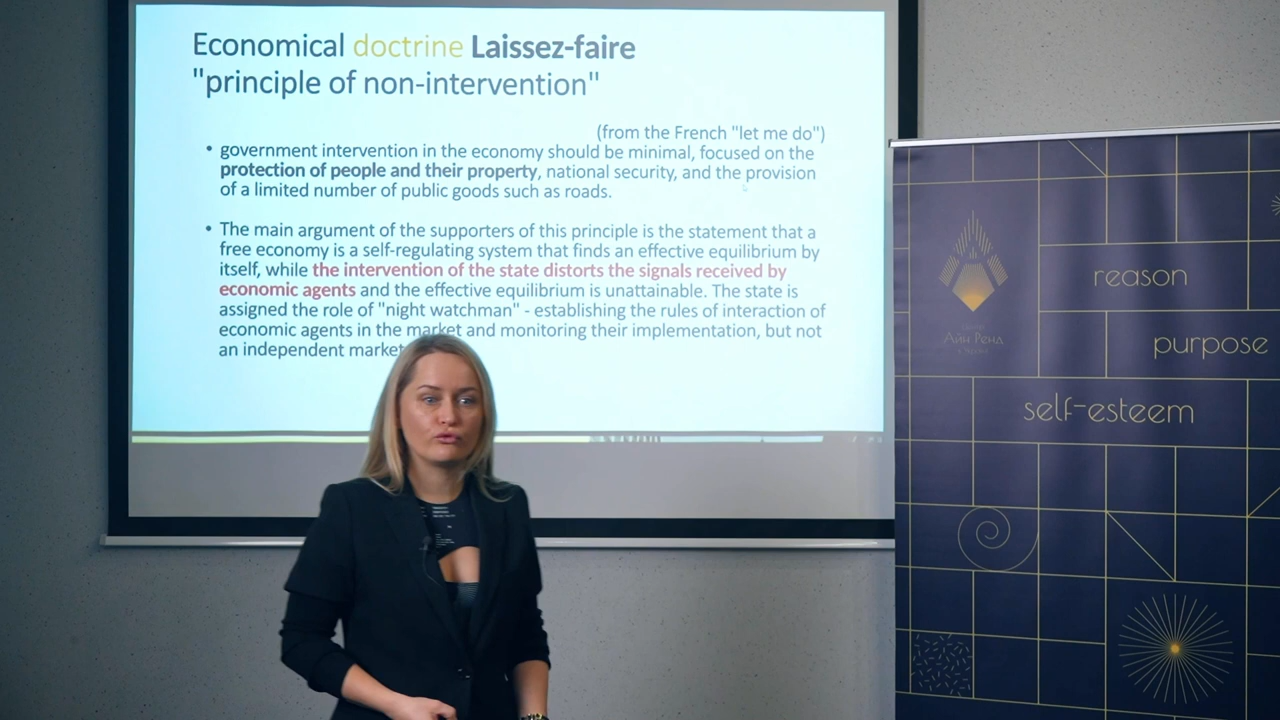 Economical doctrine Laissez-faire
"principle of non-intervention"
(from the French "let me do")
• government intervention in the economy should be minimal, focused on the
protection of people and their property, national security, and the provision
of a limited number of public goods such as roads.
• The main argument of the supporters of this principle is the statement that a
free economy is a self-regulating system that finds an effective equilibrium by
itself, while the intervention of the state distorts the signals received by
economic agents and the effective equilibrium is unattainable. The state is
assigned the role of "night watchman" - establishing the rules of interaction of
economic agents in the market and monitoring their implementation, but not
an independent market
reason
Айн Ренд
purpose
self-esteem